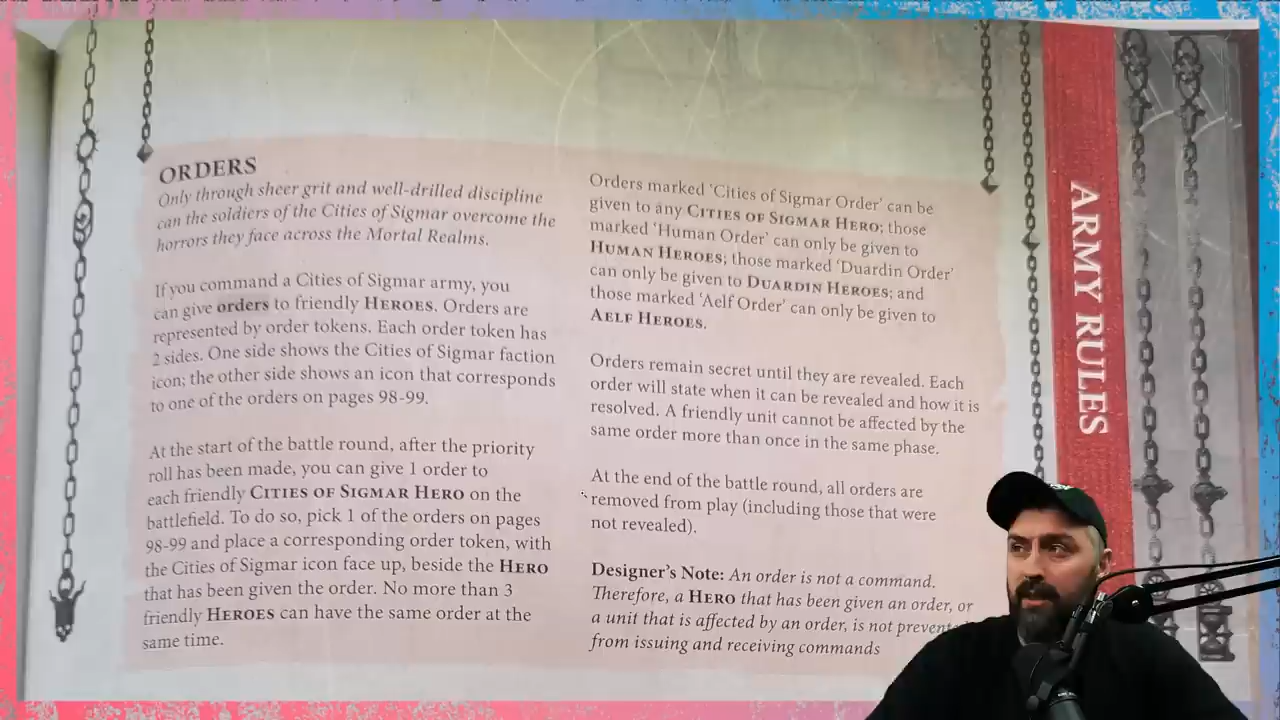 ORDERS
Only through sheer grit and well-drilled discipline
can the soldiers of the Cities of Sigmar overcome the
horrors they face across the Mortal Realms.
If you command a Cities of Sigmar army, you
can give orders to friendly HEROES. Orders are
represented by order tokens. Each order token has
2 sides. One side shows the Cities of Sigmar faction
icon; the other side shows an icon that corresponds
to one of the orders on pages 98-99.
At the start of the battle round, after the priority
roll has been made, you can give 1 order to
each friendly CITIES OF SIGMAR HERO on the
battlefield. To do so, pick 1 of the orders on pages
98-99 and place a corresponding order token, with
the Cities of Sigmar icon face up, beside the HERO
that has been given the order. No more than 3
friendly HEROES can have the same order at the
same time.
Orders marked 'Cities of Sigmar Order' can be
given to any CITIES OF SIGMAR HERO; those
marked 'Human Order' can only be given to
HUMAN HEROES; those marked 'Duardin Order'
can only be given to DUARDIN HEROES; and
those marked 'Aelf Order' can only be given to
AELF HEROES.
Orders remain secret until they are revealed. Each
order will state when it can be revealed and how it is
resolved. A friendly unit cannot be affected by the
same order more than once in the same phase.
At the end of the battle round, all orders are
removed from play (including those that were
not revealed).
Designer's Note: An order is not a command.
Therefore, a HERO that has been given an order, or
a unit that is affected by an order, is not
from issuing and receiving commands
ARMY RULES